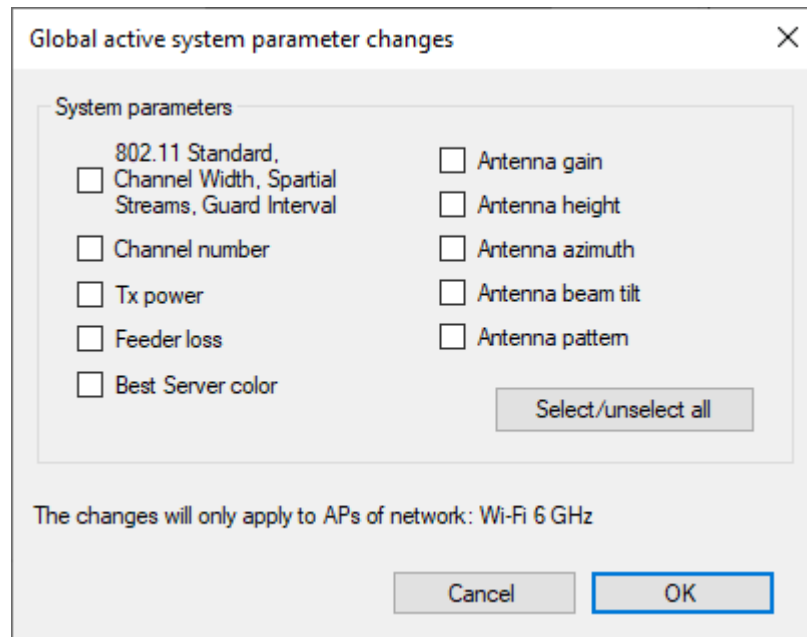 Global active system parameter changes
System parameters
802.11 Standard,
Channel Width, Spartial
Streams, Guard Interval
Channel number
Tx power
Feeder loss
Best Server color
Antenna gain
Antenna height
Antenna azimuth
Antenna beam tilt
Antenna pattern
Select/unselect all
The changes will only apply to APs of network: Wi-Fi 6 GHz
Cancel
OK